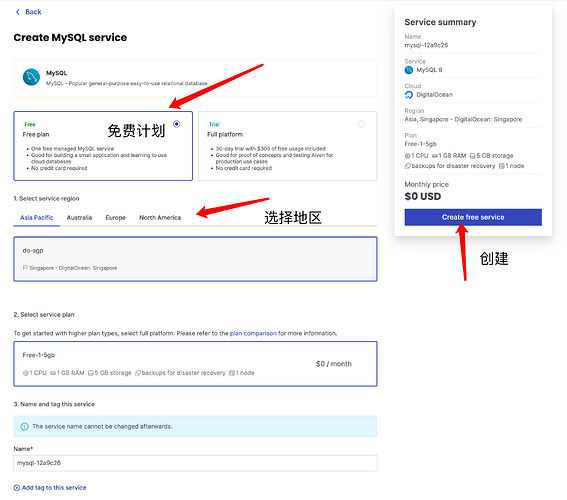 Back
Create MySQL service
MySQL
MySQL - Popular general-purpose easy-to-use relational database
Free
Free plan
免费计划
One free managed MySQL service
Good for building a small application and learning to use
cloud databases
No credit card required
Trial
Full platform
30-day trial with $300 of free usage included
Good for proof of concepts and testing Aiven for
production use cases
No credit card required
1. Select service region
Asia Pacific Australia Europe North America
选择地区
do-sgp
Singapore - DigitalOcean: Singapore
2. Select service plan
To get started with higher plan types, select full platform. Please refer to the plan comparison for more information.
Free-1-5gb
$0 / month
1 CPU 1 GB RAM 5 GB storage backups for disaster recovery 1 node
3. Name and tag this service
The service name cannot be changed afterwards.
Name*
mysql-12a9c26
Add tag to this service
Service summary
Name
mysql-12a9c26
Service
MySQL 8
Cloud
DigitalOcean
Region
Asia, Singapore - DigitalOcean: Singapore
Plan
Free-1-5gb
1 CPU 1 GB RAM 5 GB storage
backups for disaster recovery 1 node
Monthly price
$0 USD
Create free service
创建